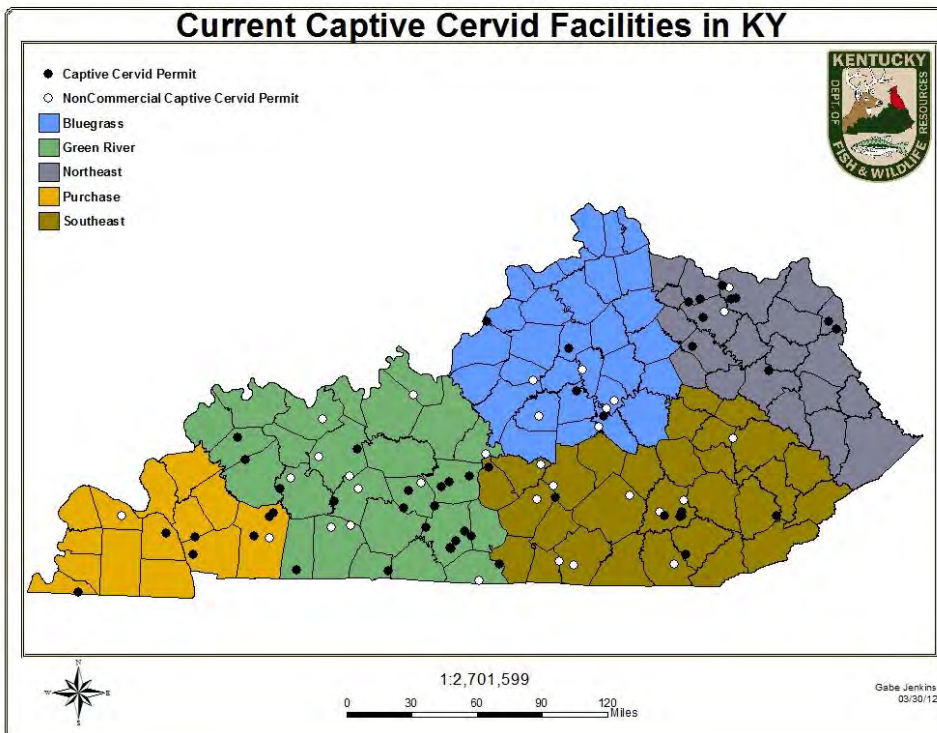 Current Captive Cervid Facilities in KY
Captive Cervid Permit
NonCommercial Captive Cervid Permit
Bluegrass
Green River
Northeast
Purchase
Southeast
KENTUCKY
DEPT. OF
FISH & WILDLIFE
RESOURCES
N
W
E
S
1:2,701,599
0 30 60 90 120
Miles
Gabe Jenkins
03/30/12